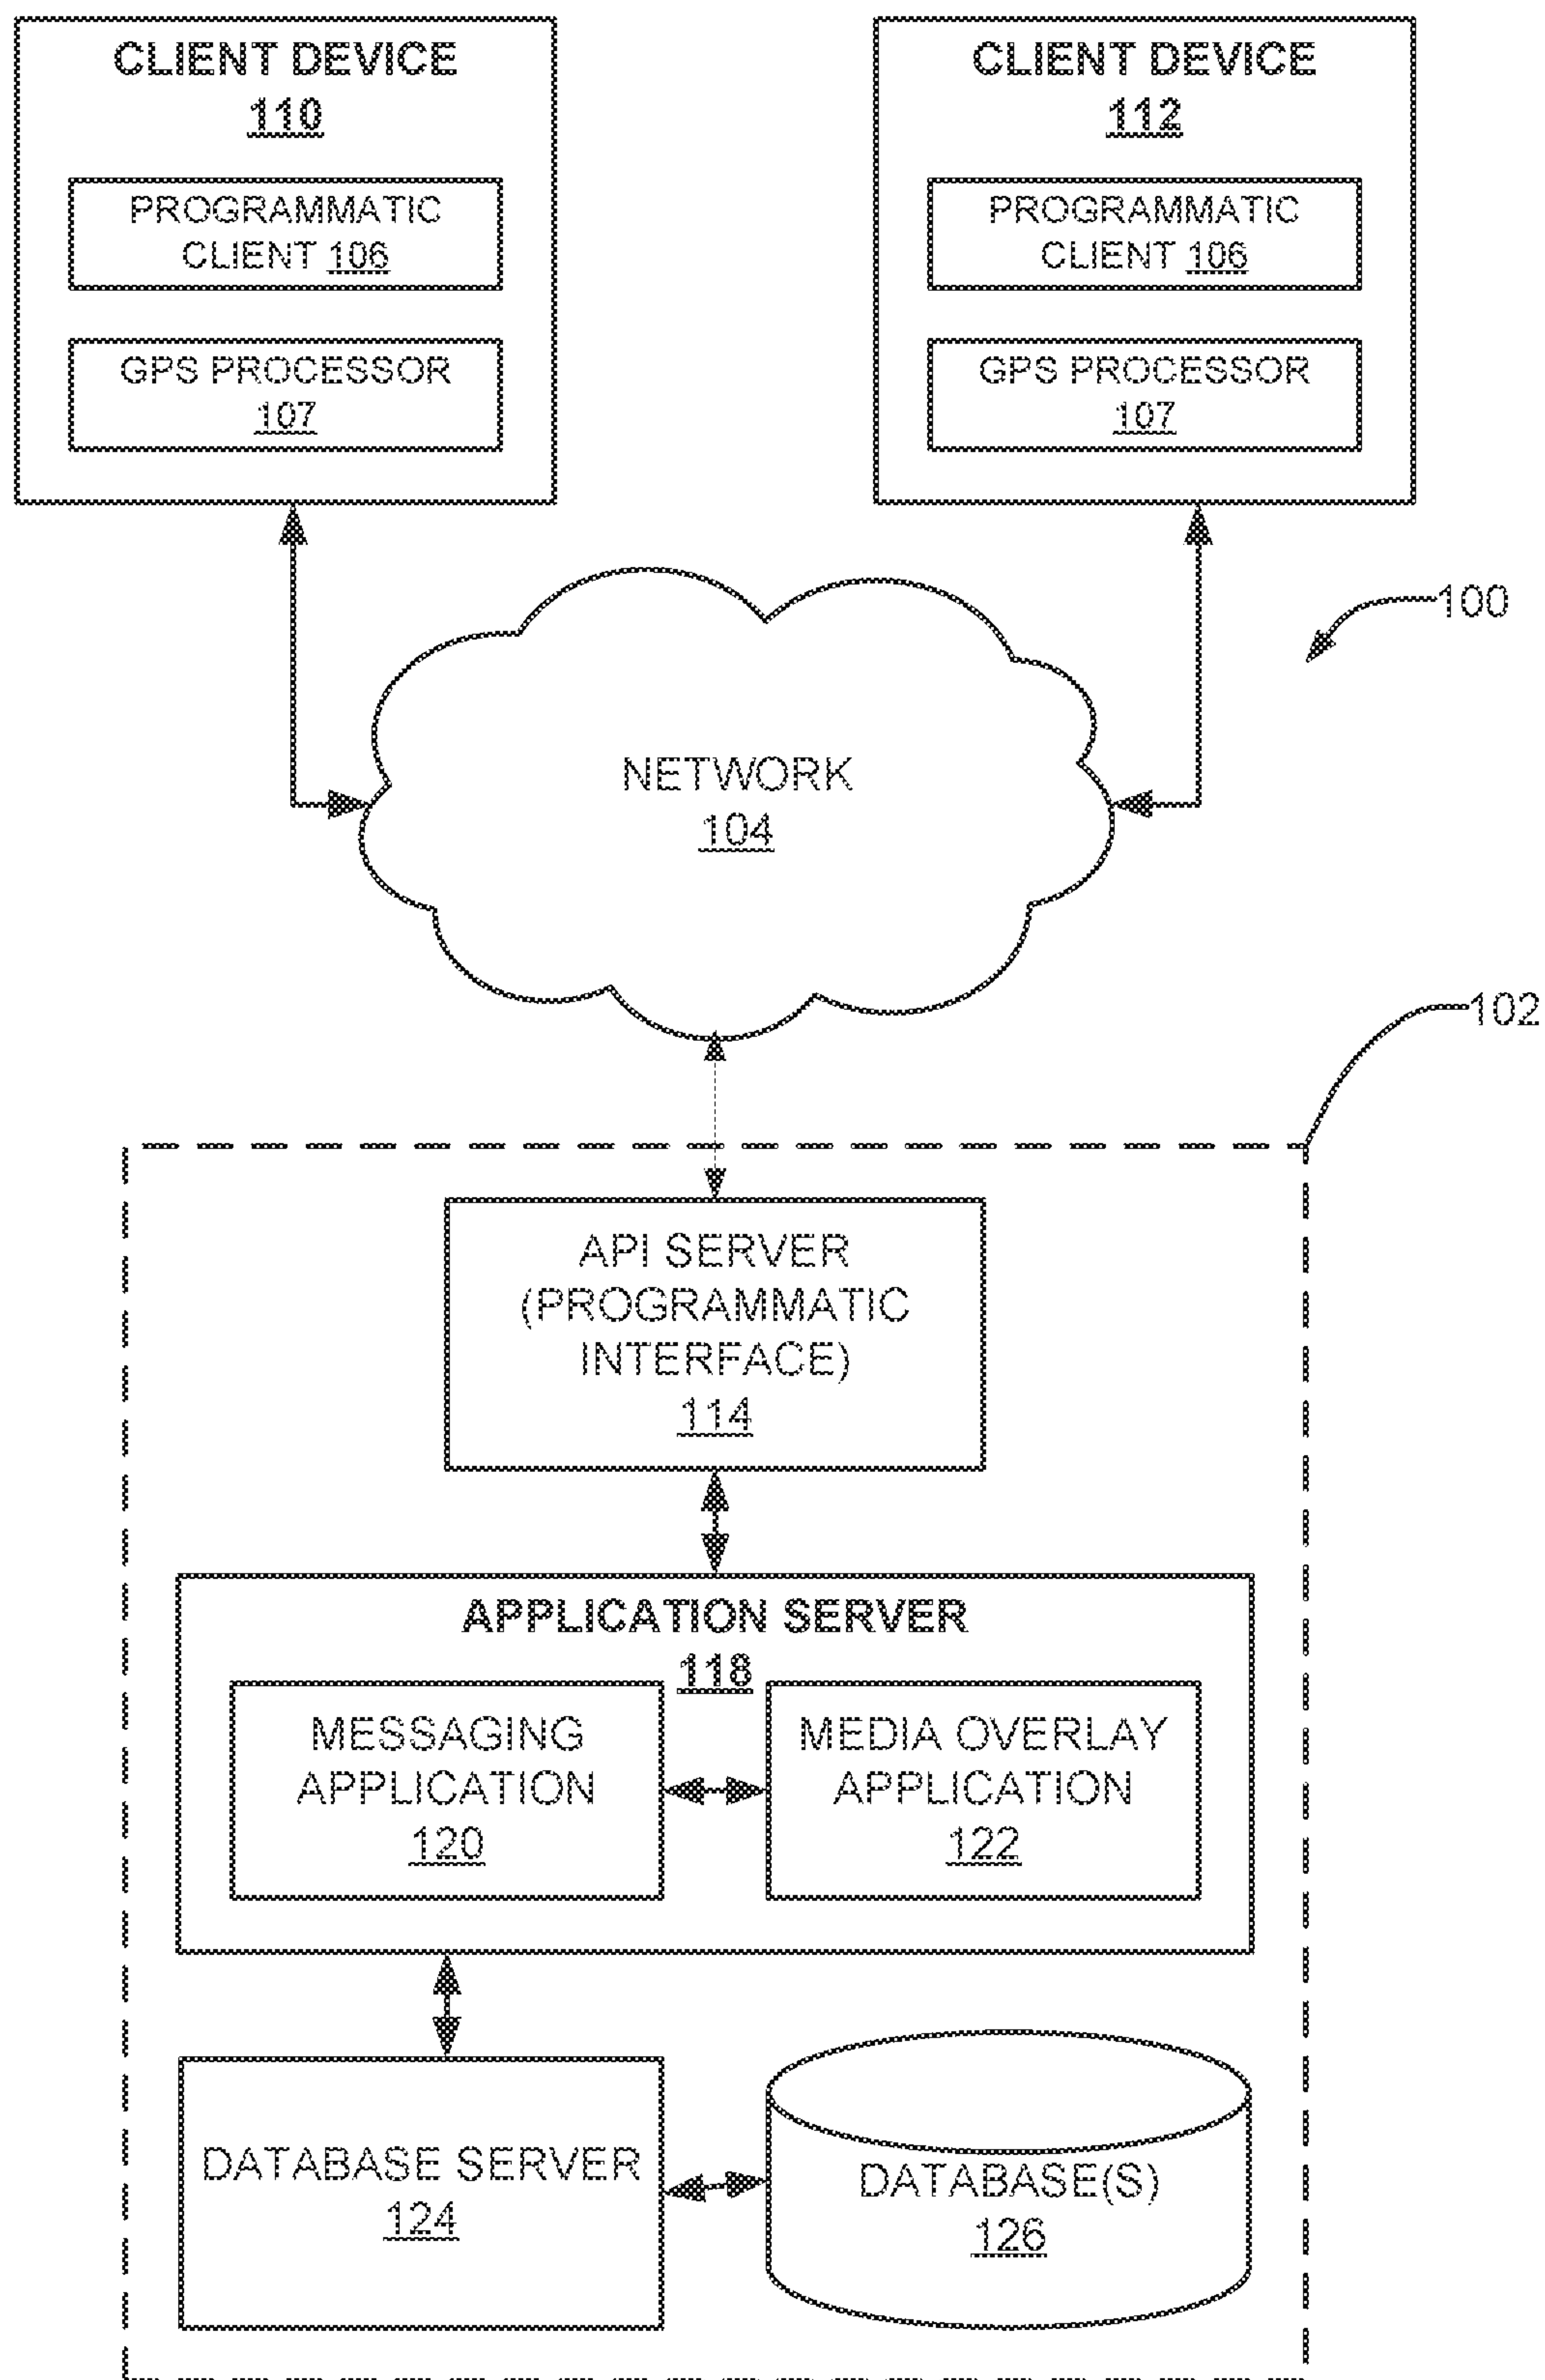 CLIENT DEVICE
110
PROGRAMMATIC
CLIENT 106
GPS PROCESSOR
107
CLIENT DEVICE
112
PROGRAMMATIC
CLIENT 106
GPS PROCESSOR
107
100
NETWORK
104
102
API SERVER
(PROGRAMMATIC
INTERFACE)
114
APPLICATION SERVER
118
MESSAGING
APPLICATION
120
MEDIA OVERLAY
APPLICATION
122
DATABASE SERVER
124
DATABASE(S)
126